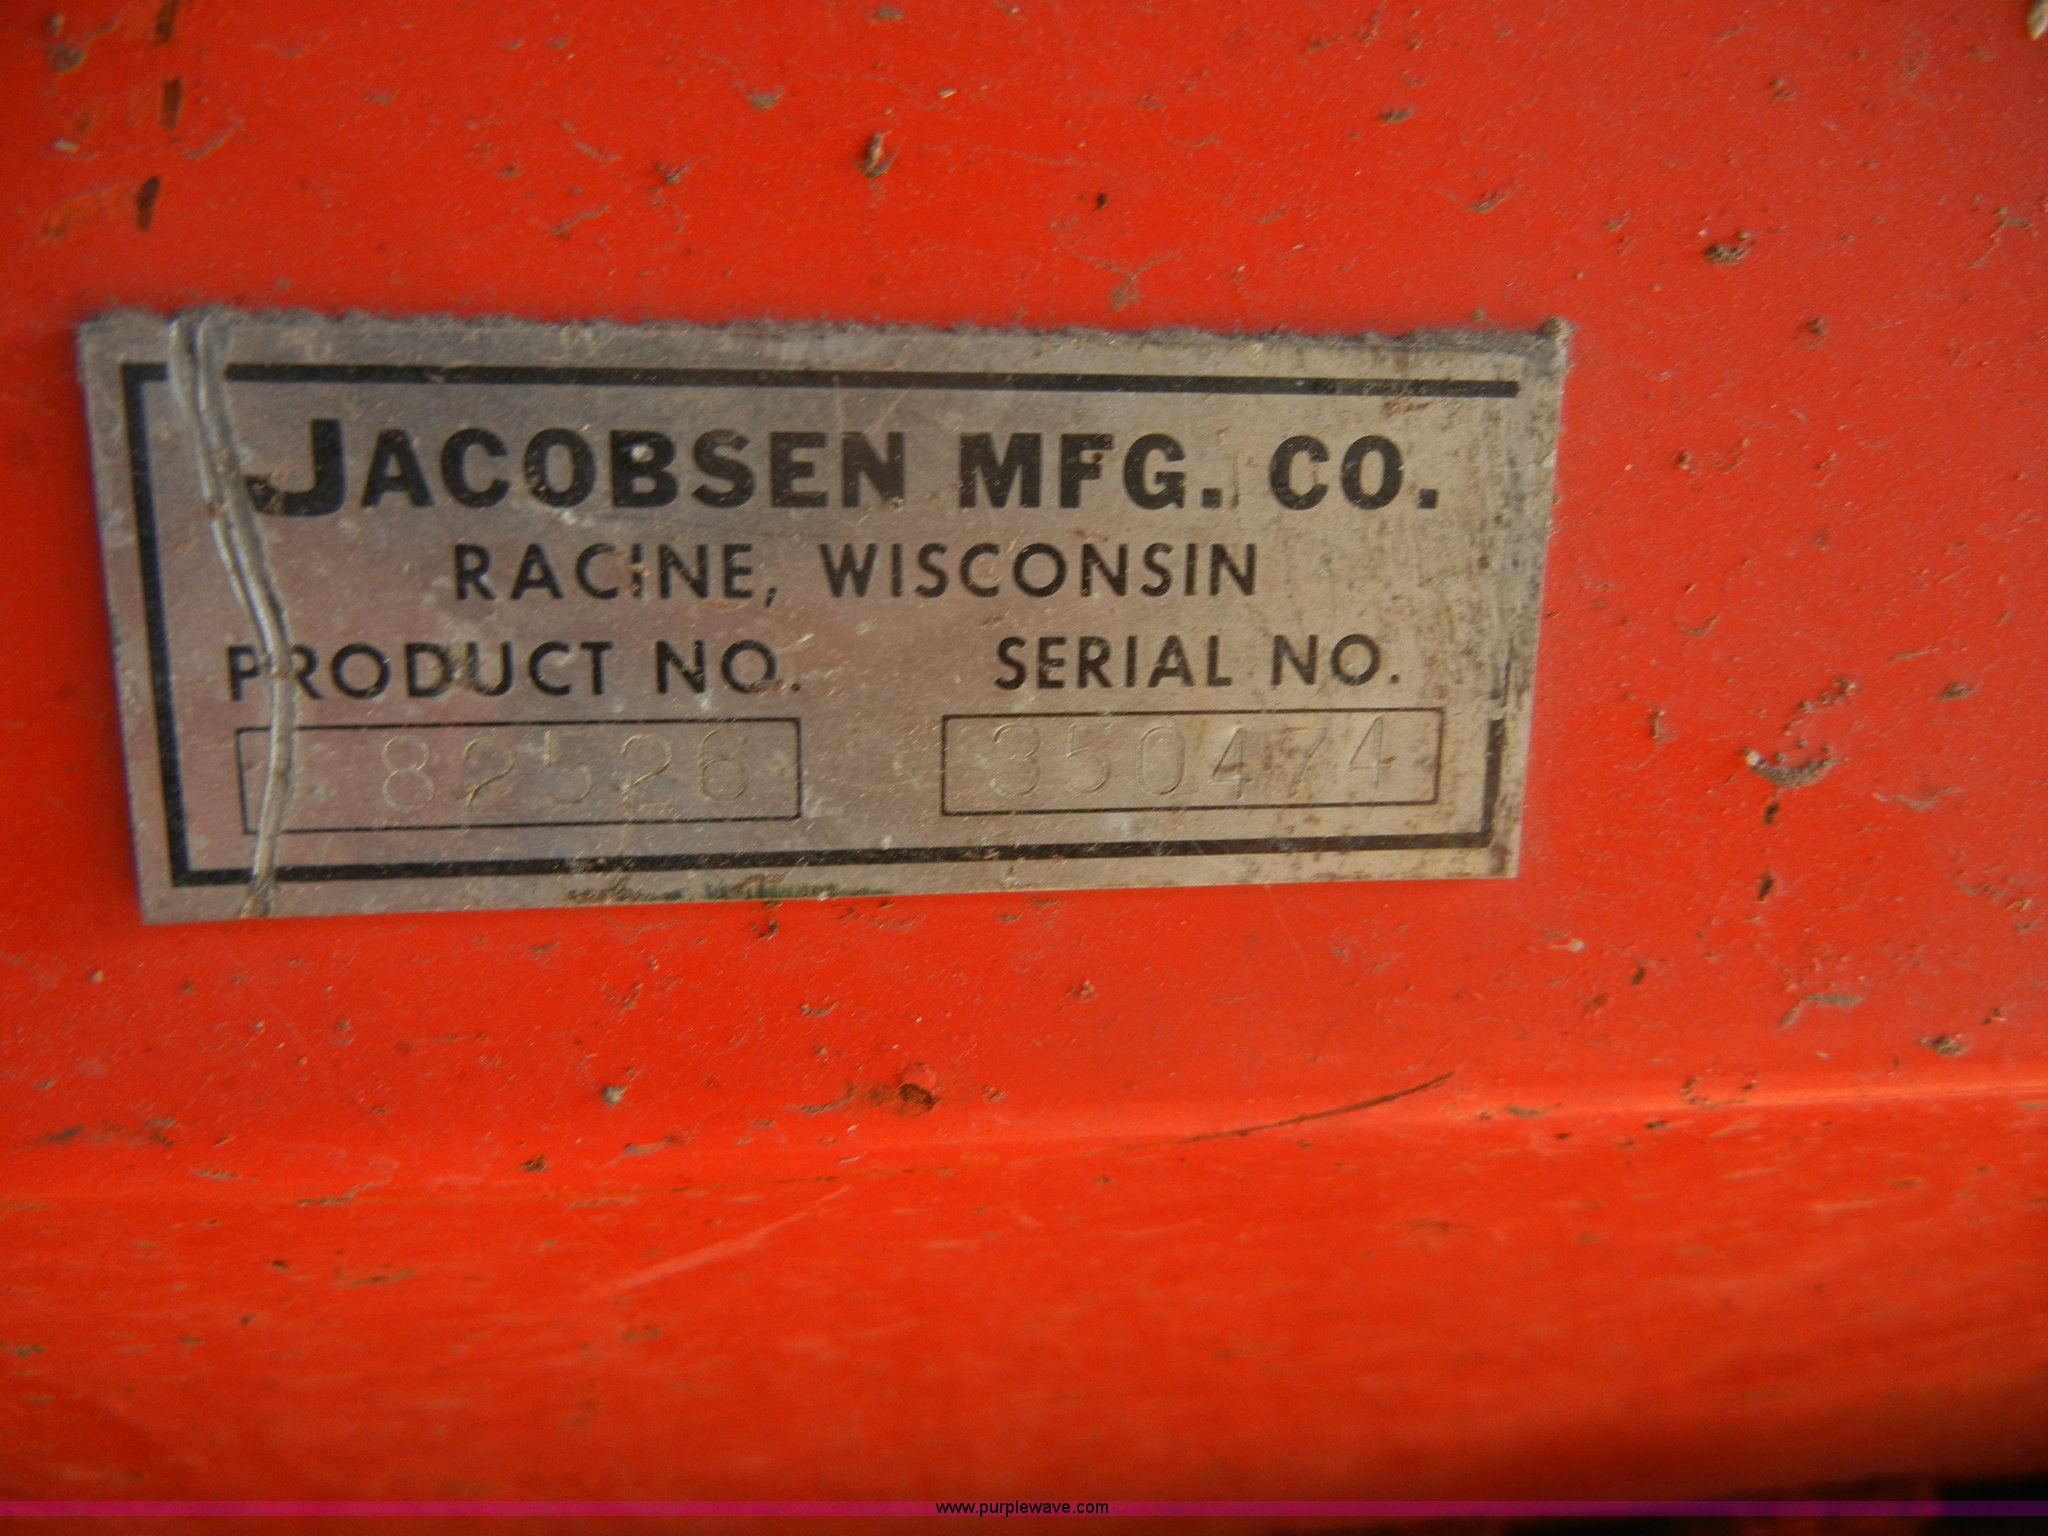 JACOBSEN MFG. CO.
RACINE, WISCONSIN
PRODUCT NO. SERIAL NO.
82526 350474
www.purplewave.com